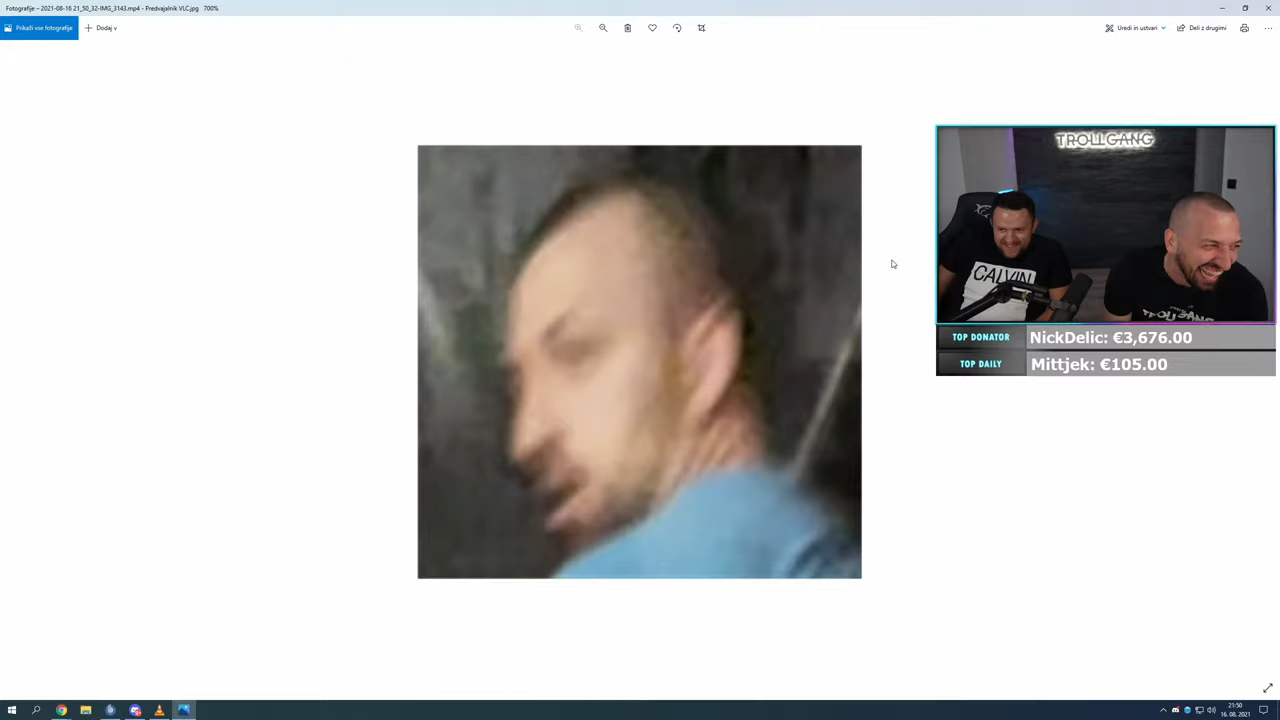 Fotografije – 2021-08-16 21_50_32-IMG_3143.mp4 - Predvajalnik VLC.jpg 700%
Prikaži vse fotografije
Dodaj v
Uredi in ustvari
Deli z drugimi
TROLLGANG
CALVIN
TROLLGANG
TOP DONATOR NickDelic: €3,676.00
TOP DAILY Mittjek: €105.00
21:50
16. 08. 2021